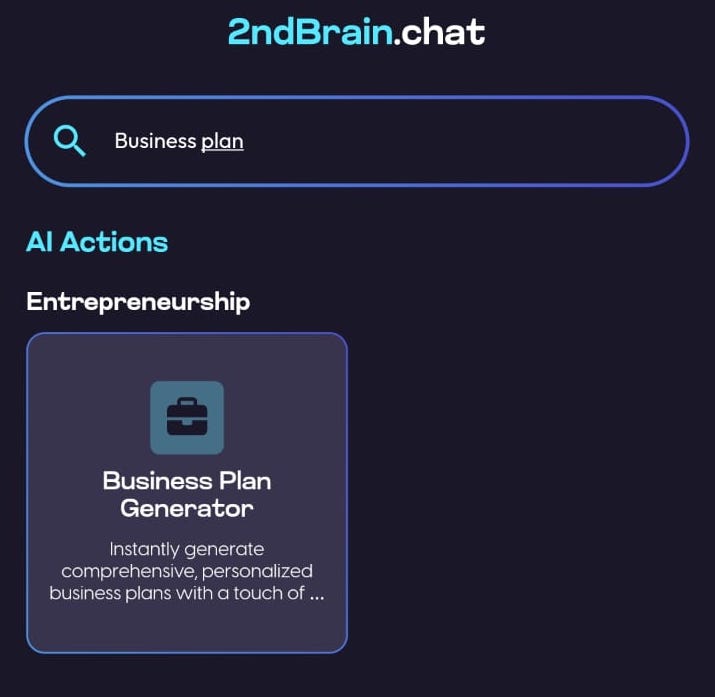 2ndBrain.chat
Business plan
AI Actions
Entrepreneurship
Business Plan
Generator
Instantly generate
comprehensive, personalized
business plans with a touch of ...